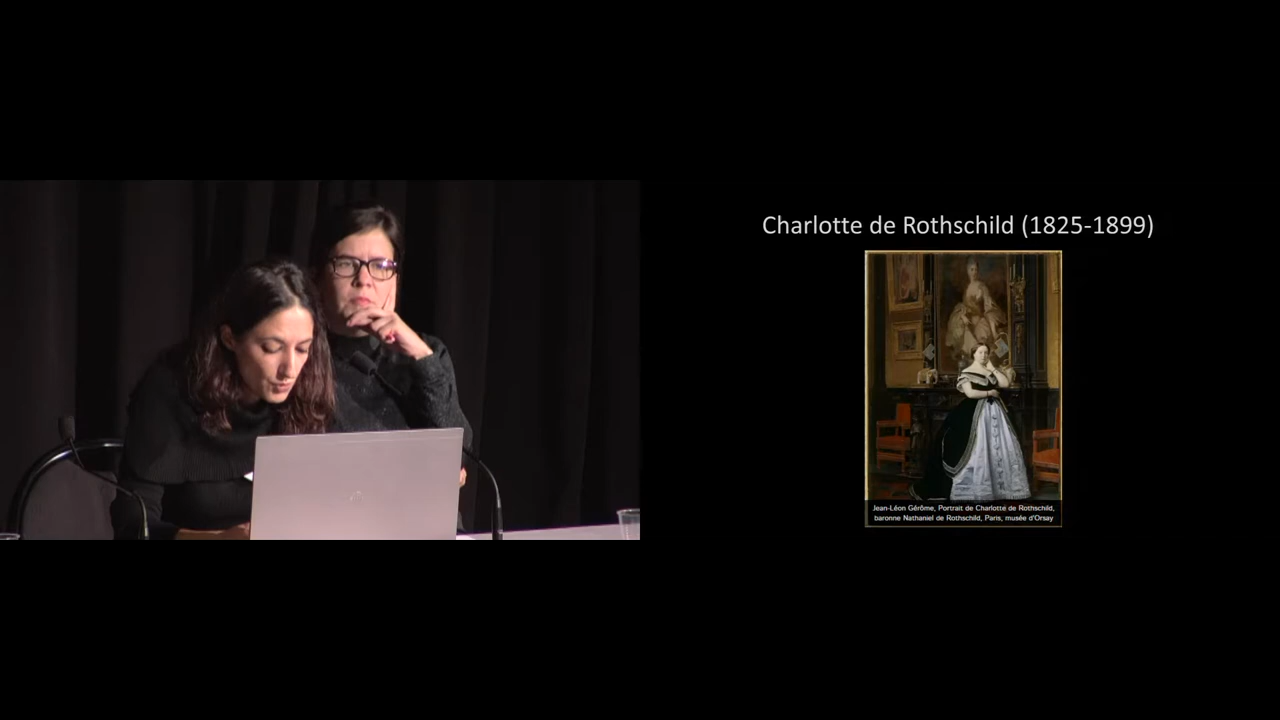 Charlotte de Rothschild (1825-1899)
Jean-Léon Gérôme, Portrait de Charlotte de Rothschild,
baronne Nathaniel de Rothschild, Paris, musée d'Orsay